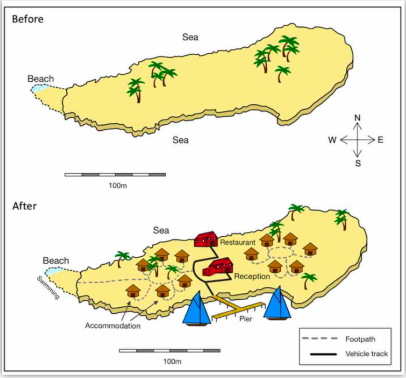 Before
Sea
Beach
Sea
N
W E
S
100m
After
Sea
Restaurant
Beach
Reception
Swimming
Accommodation
Pier
Footpath
Vehicle track
100m